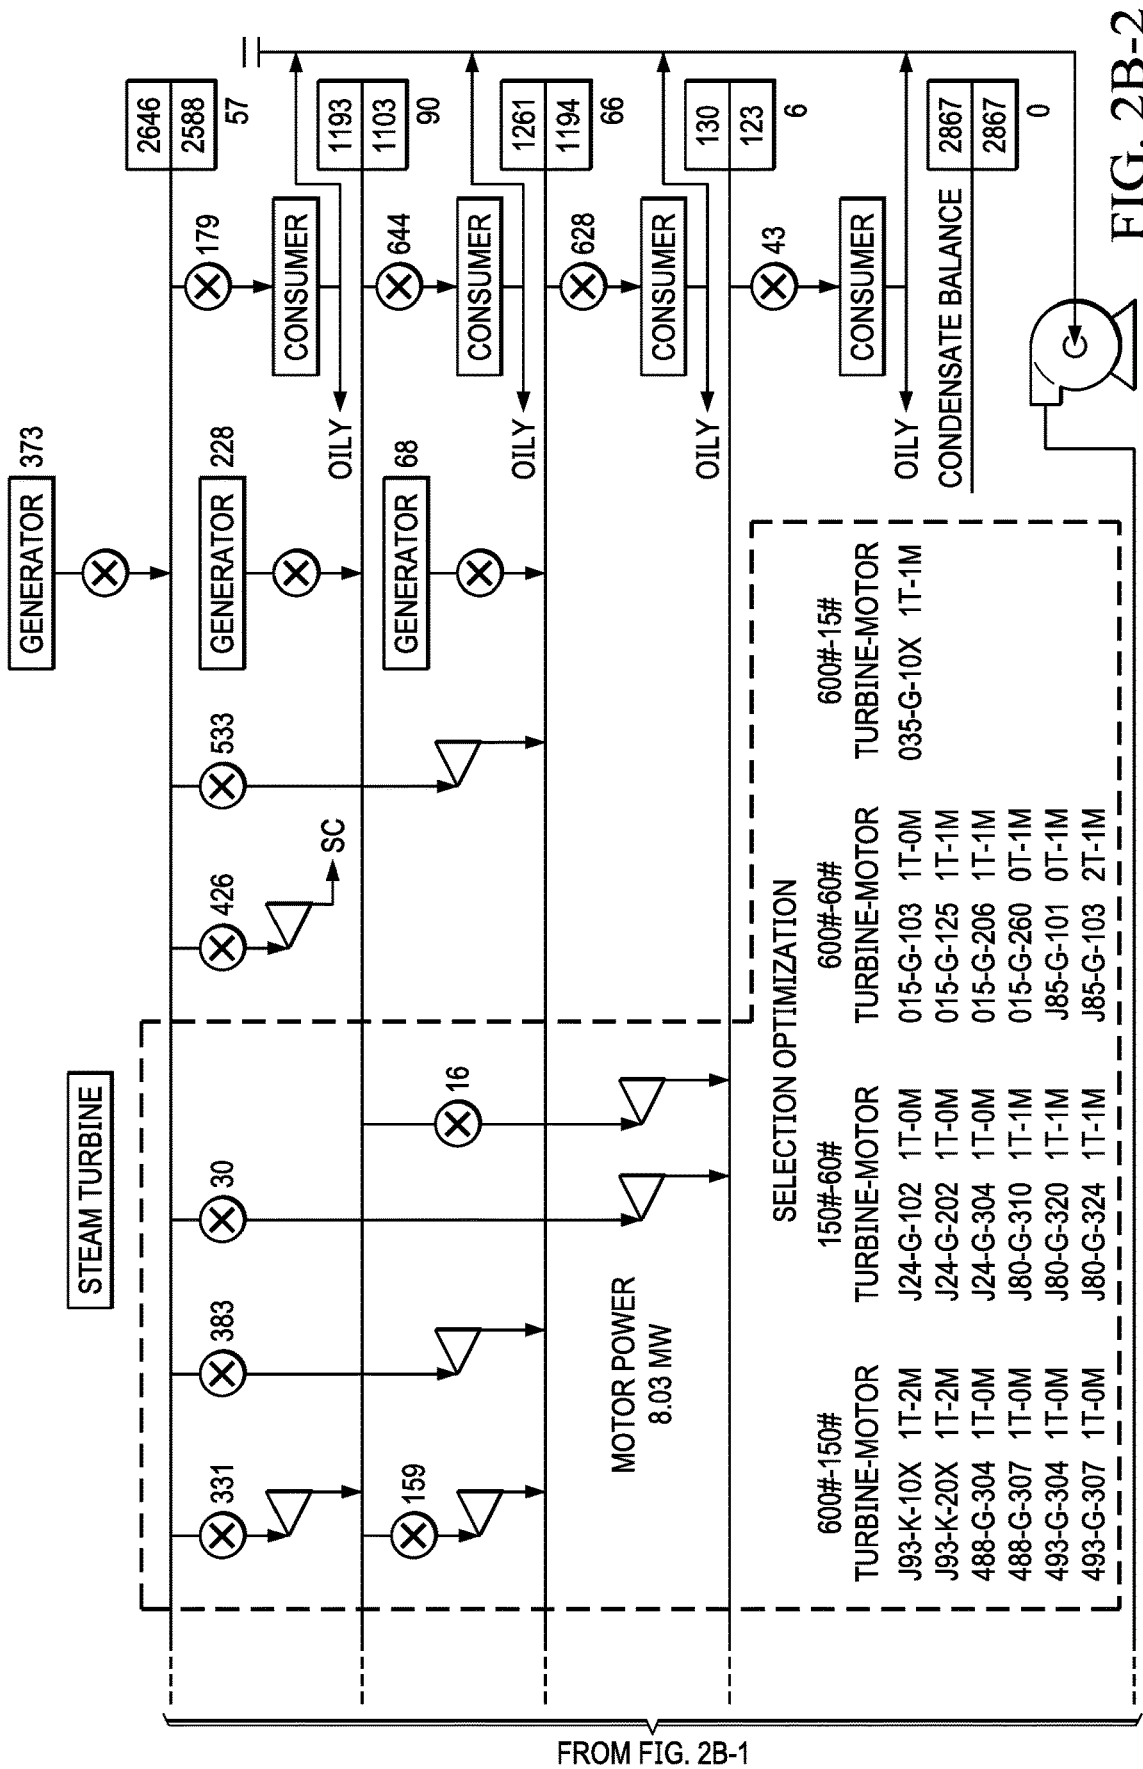 GENERATOR 373
STEAM TURBINE
2646
2588
57
331
383
30
426
533
GENERATOR 228
179
CONSUMER
SC
OILY
1193
1103
90
159
16
GENERATOR 68
644
CONSUMER
OILY
1261
1194
66
628
CONSUMER
OILY
MOTOR POWER
8.03 MW
130
123
6
43
CONSUMER
OILY
SELECTION OPTIMIZATION
600#-150#
TURBINE-MOTOR
J93-K-10X 1T-2M
J93-K-20X 1T-2M
488-G-304 1T-0M
488-G-307 1T-0M
493-G-304 1T-0M
493-G-307 1T-0M
150#-60#
TURBINE-MOTOR
J24-G-102 1T-0M
J24-G-202 1T-0M
J24-G-304 1T-0M
J80-G-310 1T-1M
J80-G-320 1T-1M
J80-G-324 1T-1M
600#-60#
TURBINE-MOTOR
015-G-103 1T-0M
015-G-125 1T-1M
015-G-206 1T-1M
015-G-260 0T-1M
J85-G-101 0T-1M
J85-G-103 2T-1M
600#-15#
TURBINE-MOTOR
035-G-10X 1T-1M
CONDENSATE BALANCE
2867
2867
0
FROM FIG. 2B-1
FIG. 2B-2